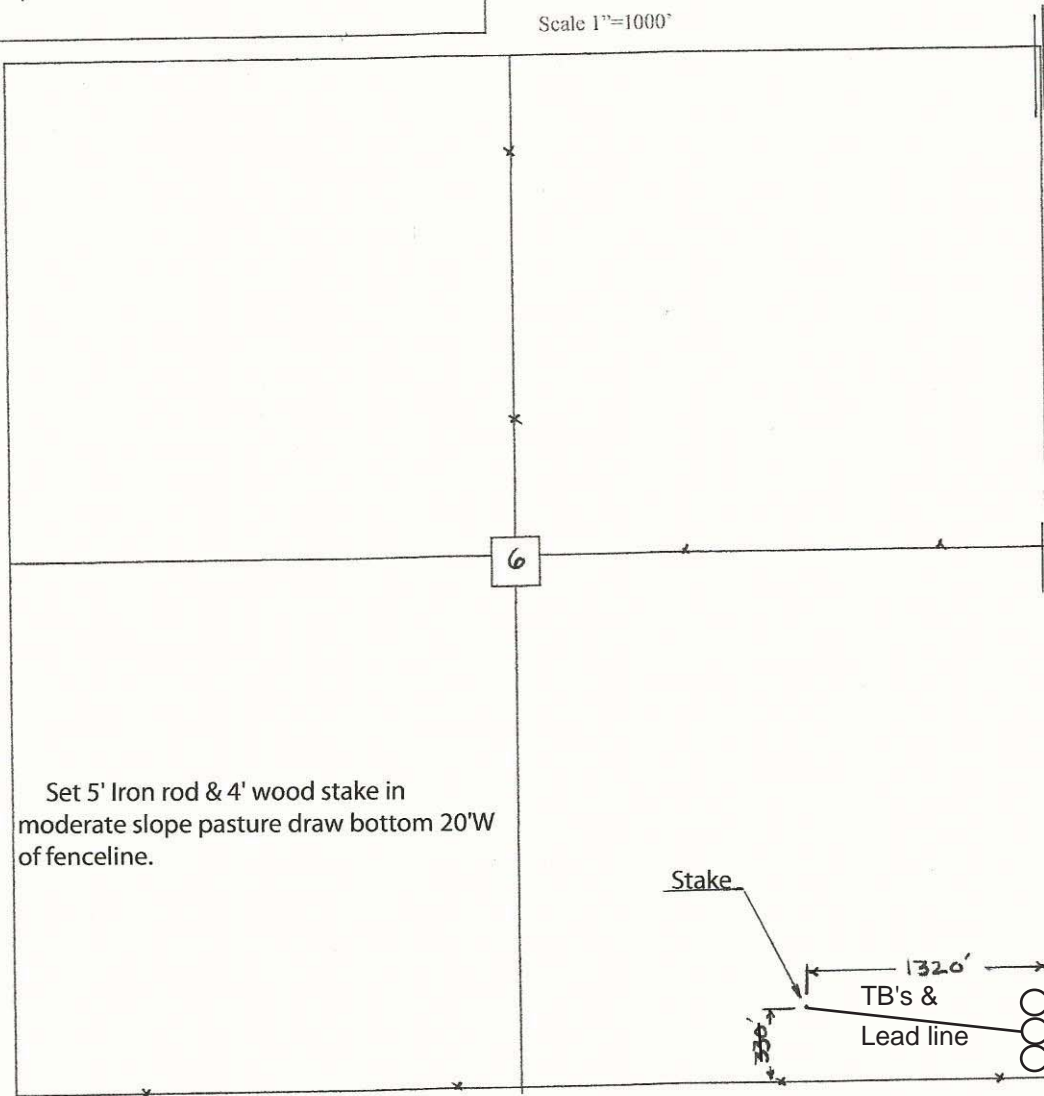 Scale 1"=1000'
6
Set 5' Iron rod & 4' wood stake in
moderate slope pasture draw bottom 20'W
of fenceline.
Stake
1320'
TB's &
330'
Lead line